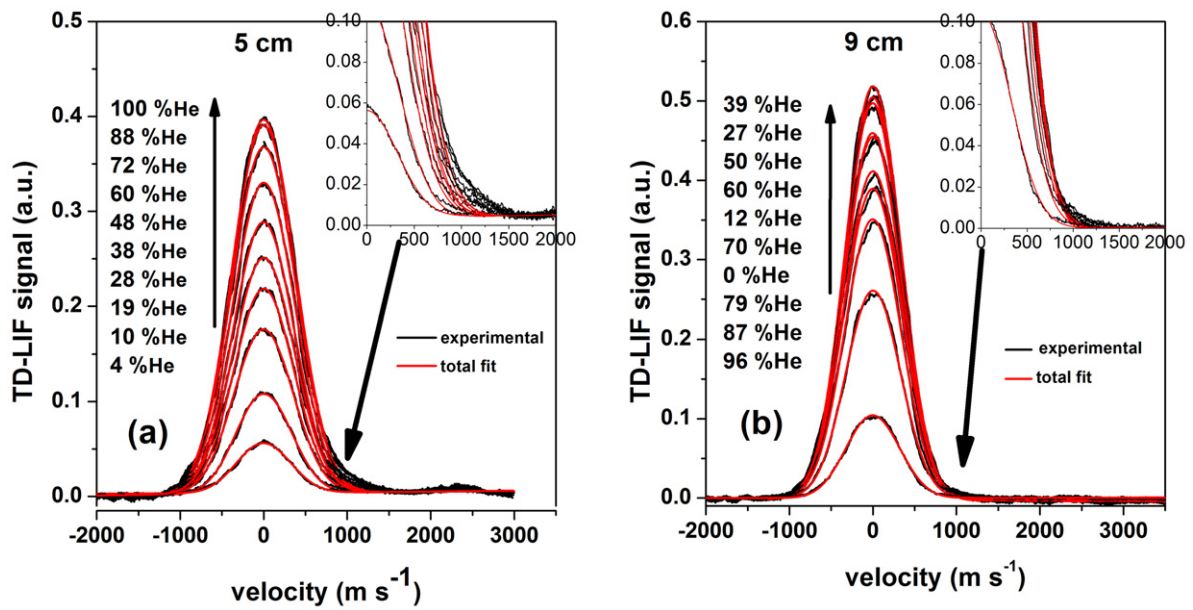 0.5
0.4
0.3
0.2
0.1
0.0
TD-LIF signal (a.u.)
5 cm
100 %He
88 %He
72 %He
60 %He
48 %He
38 %He
28 %He
19 %He
10 %He
4 %He
(a)
0.10
0.08
0.06
0.04
0.02
0.00
0 500 1000 1500 2000
experimental
total fit
-2000 -1000 0 1000 2000 3000
velocity (m s-1)
0.6
0.5
0.4
0.3
0.2
0.1
0.0
TD-LIF signal (a.u.)
9 cm
39 %He
27 %He
50 %He
60 %He
12 %He
70 %He
0 %He
79 %He
87 %He
96 %He
(b)
0.10
0.08
0.06
0.04
0.02
0.00
0 500 1000 1500 2000
experimental
total fit
-2000 -1000 0 1000 2000 3000
velocity (m s-1)